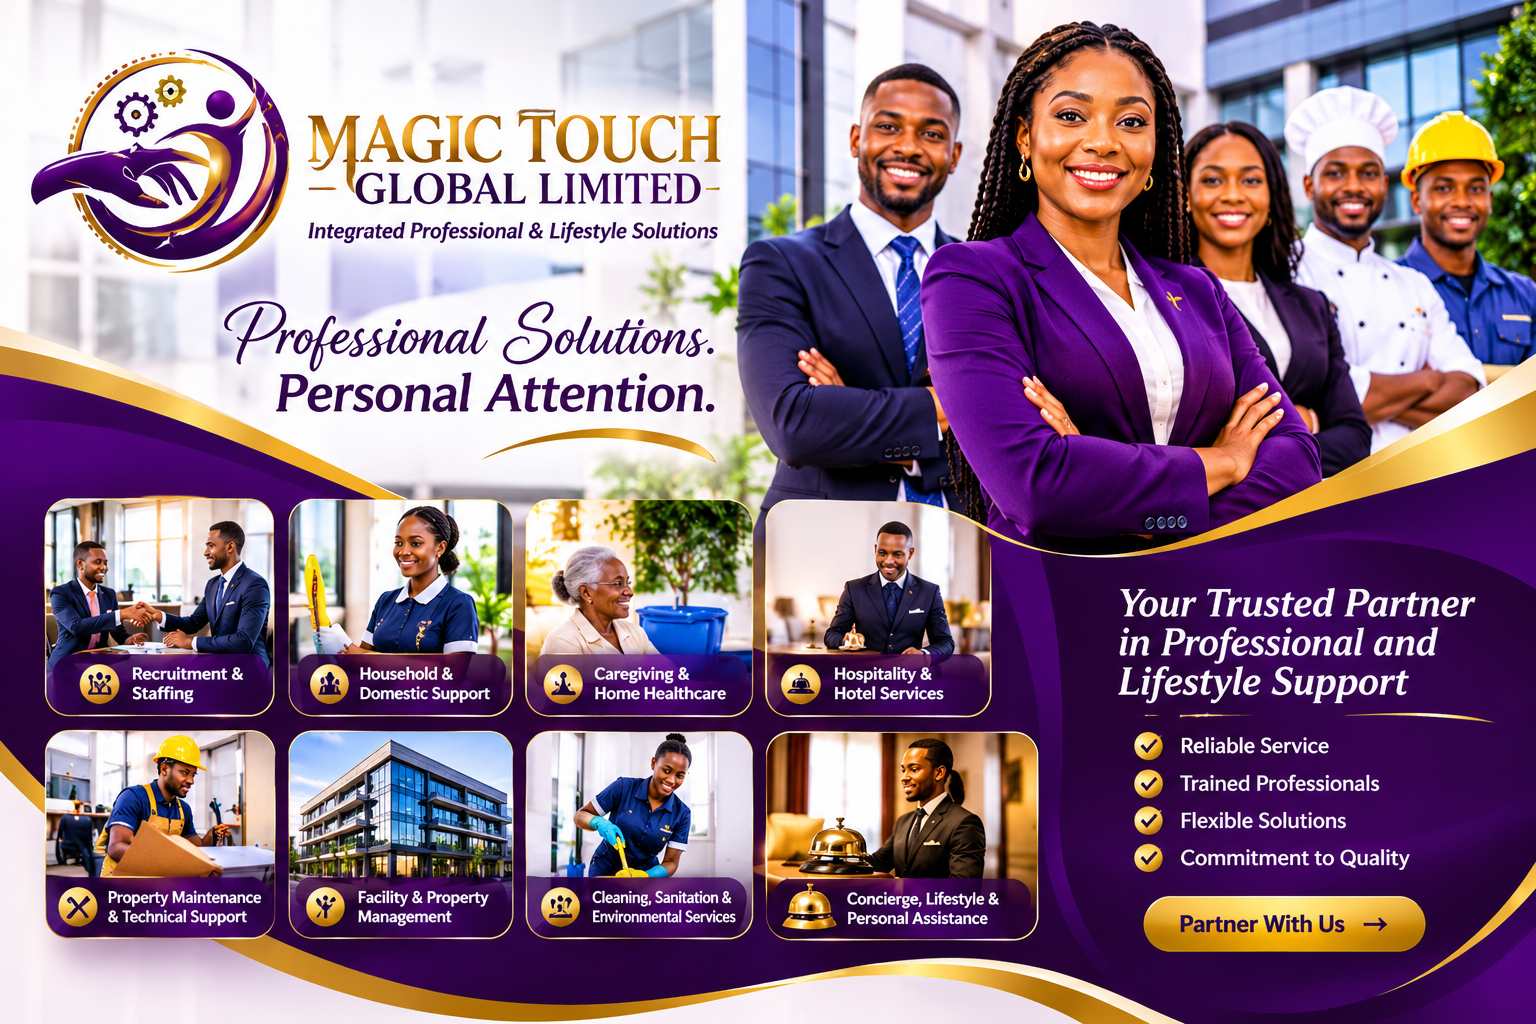 MAGIC TOUCH
GLOBAL LIMITED
Integrated Professional & Lifestyle Solutions
Professional Solutions.
Personal Attention.
Recruitment &
Staffing
Household &
Domestic Support
Caregiving &
Home Healthcare
Hospitality &
Hotel Services
Property Maintenance
& Technical Support
Facility & Property
Management
Cleaning, Sanitation &
Environmental Services
Concierge, Lifestyle &
Personal Assistance
Your Trusted Partner
in Professional and
Lifestyle Support
Reliable Service
Trained Professionals
Flexible Solutions
Commitment to Quality
Partner With Us →